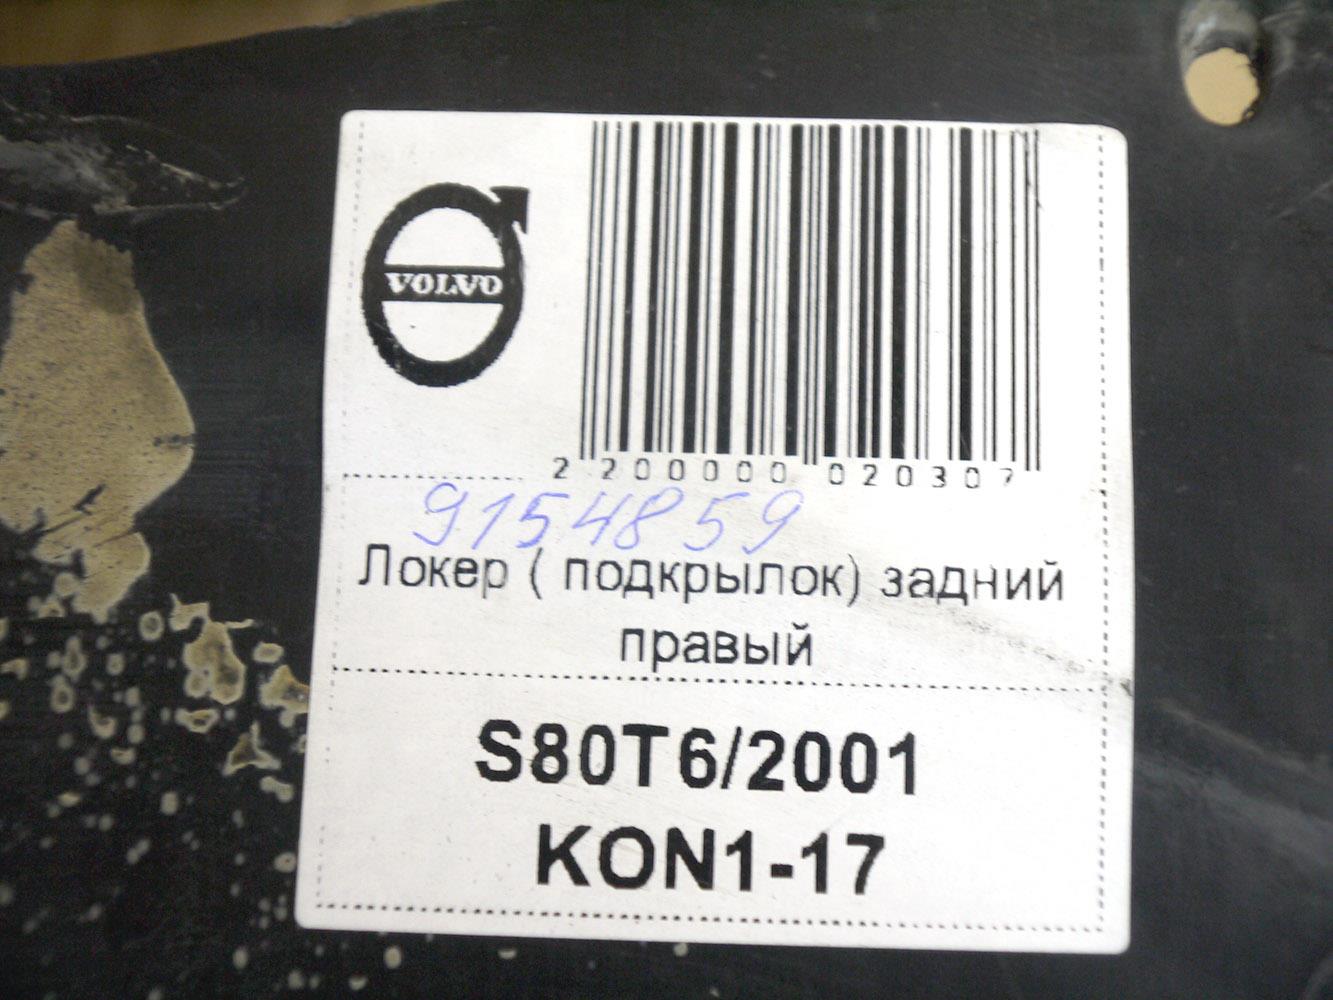 VOLVO
2 200000 020307
9154859
Локер ( подкрылок) задний
правый
S80T6/2001
KON1-17